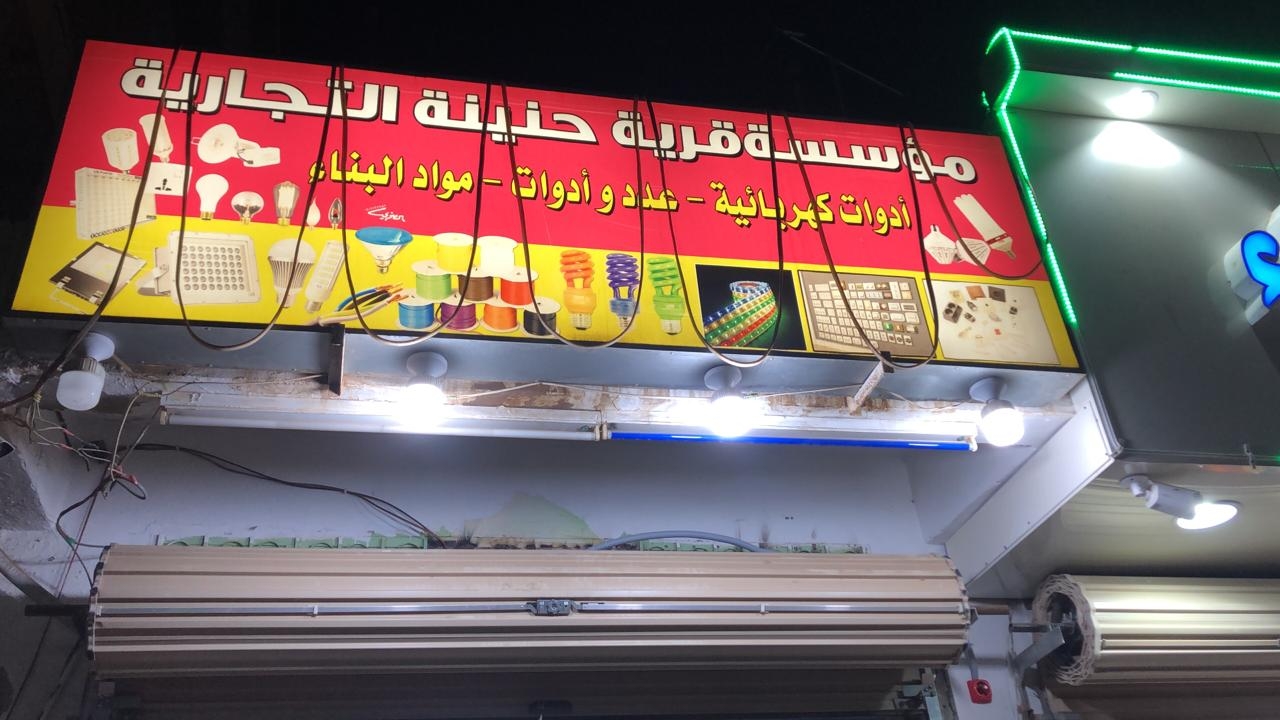 مؤسسة قرية حنينة التجارية
أدوات كهربائية - عدد و أدوات - مواد البناء